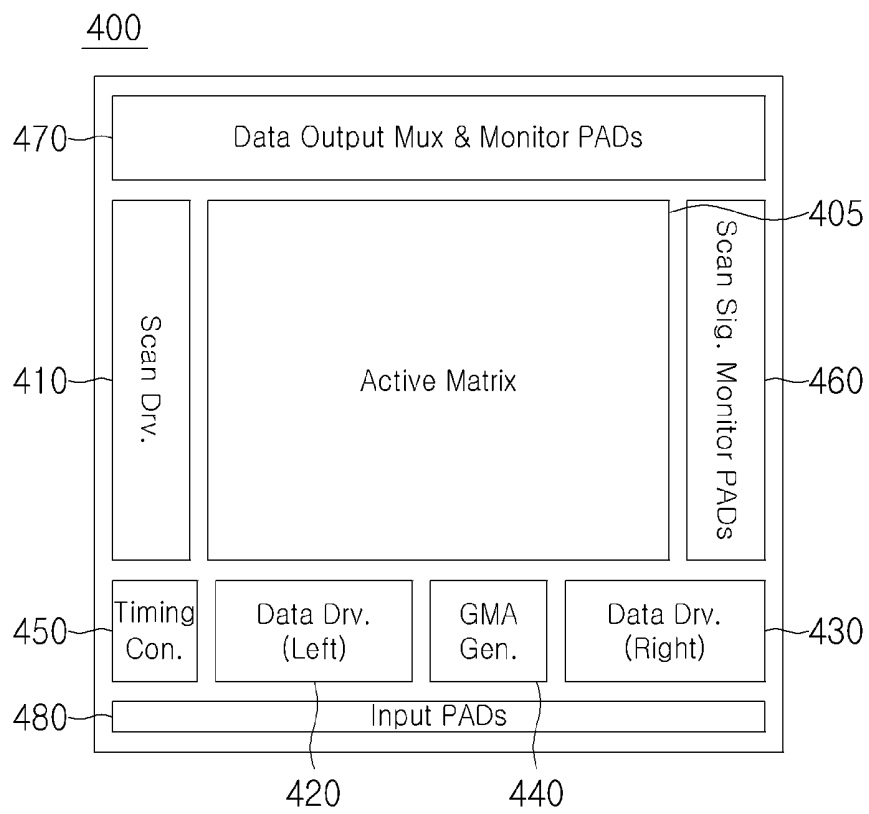 400
470
Data Output Mux & Monitor PADs
405
410
Scan Drv.
Active Matrix
Scan Sig. Monitor PADs
460
450
Timing
Con.
Data Drv.
(Left)
GMA
Gen.
Data Drv.
(Right)
430
480
Input PADs
420
440